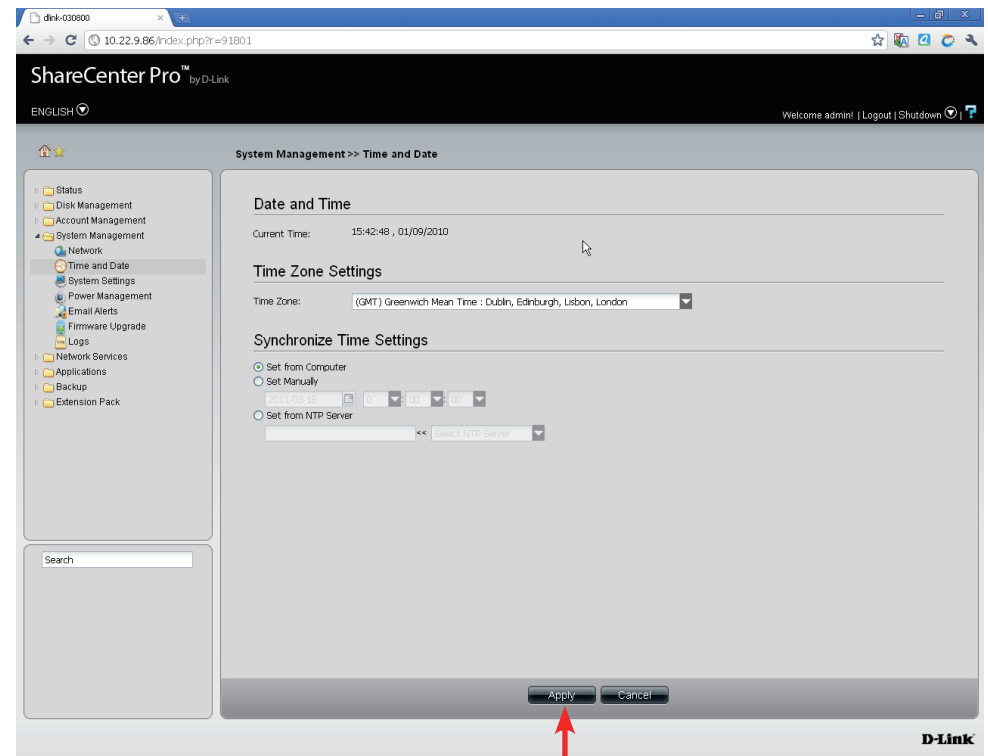 dlink-030800
10.22.9.86/index.php?r=91801
ShareCenter Pro™ by D-Link
ENGLISH
Welcome admin! | Logout | Shutdown | ?
System Management >> Time and Date
Status
Disk Management
Account Management
System Management
Network
Time and Date
System Settings
Power Management
Email Alerts
Firmware Upgrade
Logs
Network Services
Applications
Backup
Extension Pack
Search
Date and Time
Current Time: 15:42:48 , 01/09/2010
Time Zone Settings
Time Zone: (GMT) Greenwich Mean Time : Dublin, Edinburgh, Lisbon, London
Synchronize Time Settings
Set from Computer
Set Manually
2011-03-18 0 : 00 : 00
Set from NTP Server
<< Select NTP Server
Apply Cancel
D-Link